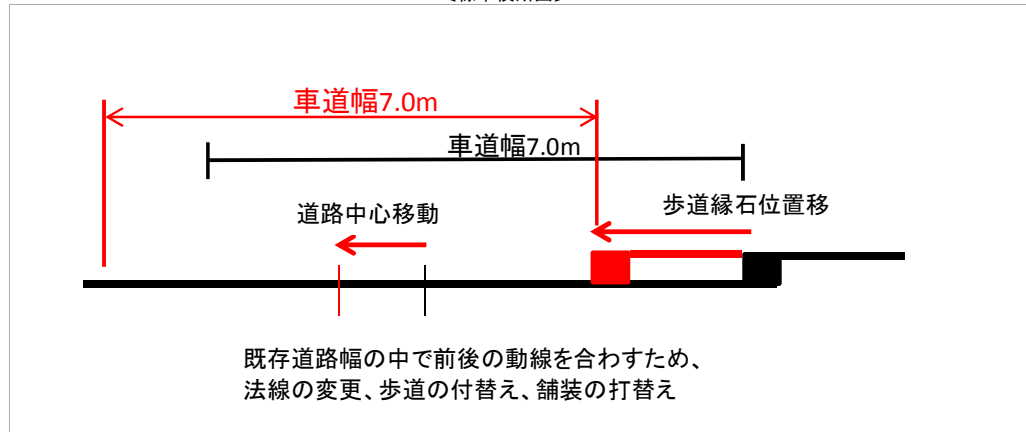 車道幅7.0m
車道幅7.0m
道路中心移動
歩道縁石位置移
既存道路幅の中で前後の動線を合わすため、
法線の変更、歩道の付替え、舗装の打替え